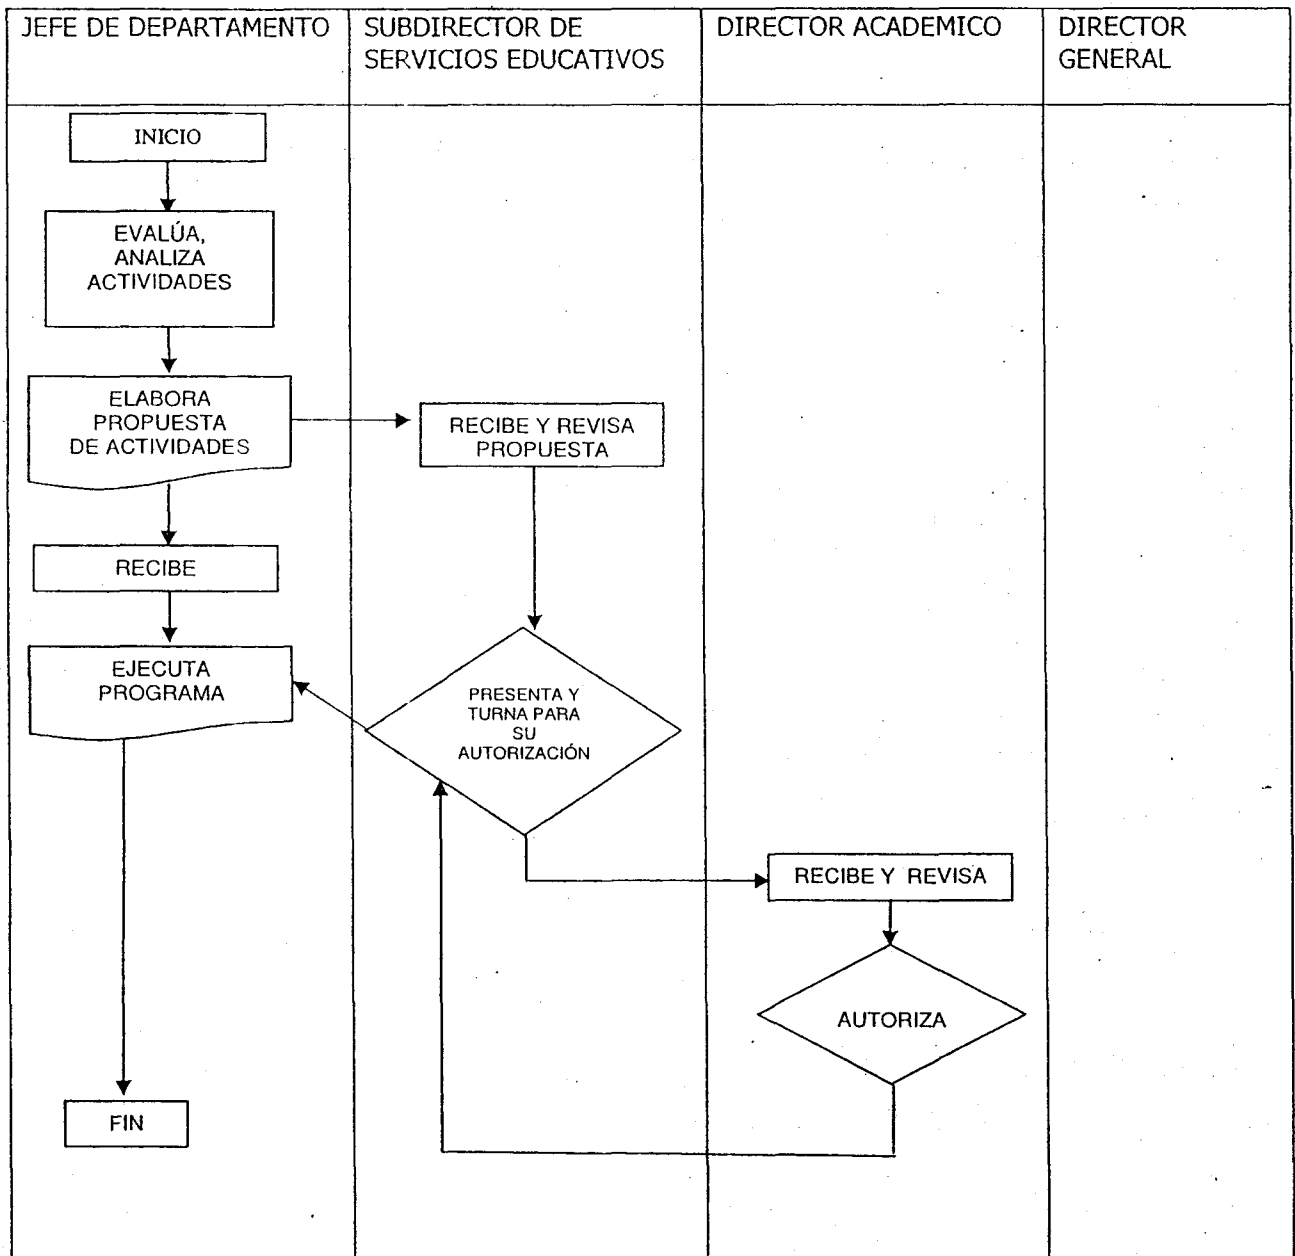 JEFE DE DEPARTAMENTO
SUBDIRECTOR DE
SERVICIOS EDUCATIVOS
DIRECTOR ACADEMICO
DIRECTOR
GENERAL
INICIO
EVALÚA,
ANALIZA
ACTIVIDADES
ELABORA
PROPUESTA
DE ACTIVIDADES
RECIBE Y REVISA
PROPUESTA
RECIBE
EJECUTA
PROGRAMA
PRESENTA Y
TURNA PARA
SU
AUTORIZACIÓN
RECIBE Y REVISA
AUTORIZA
FIN